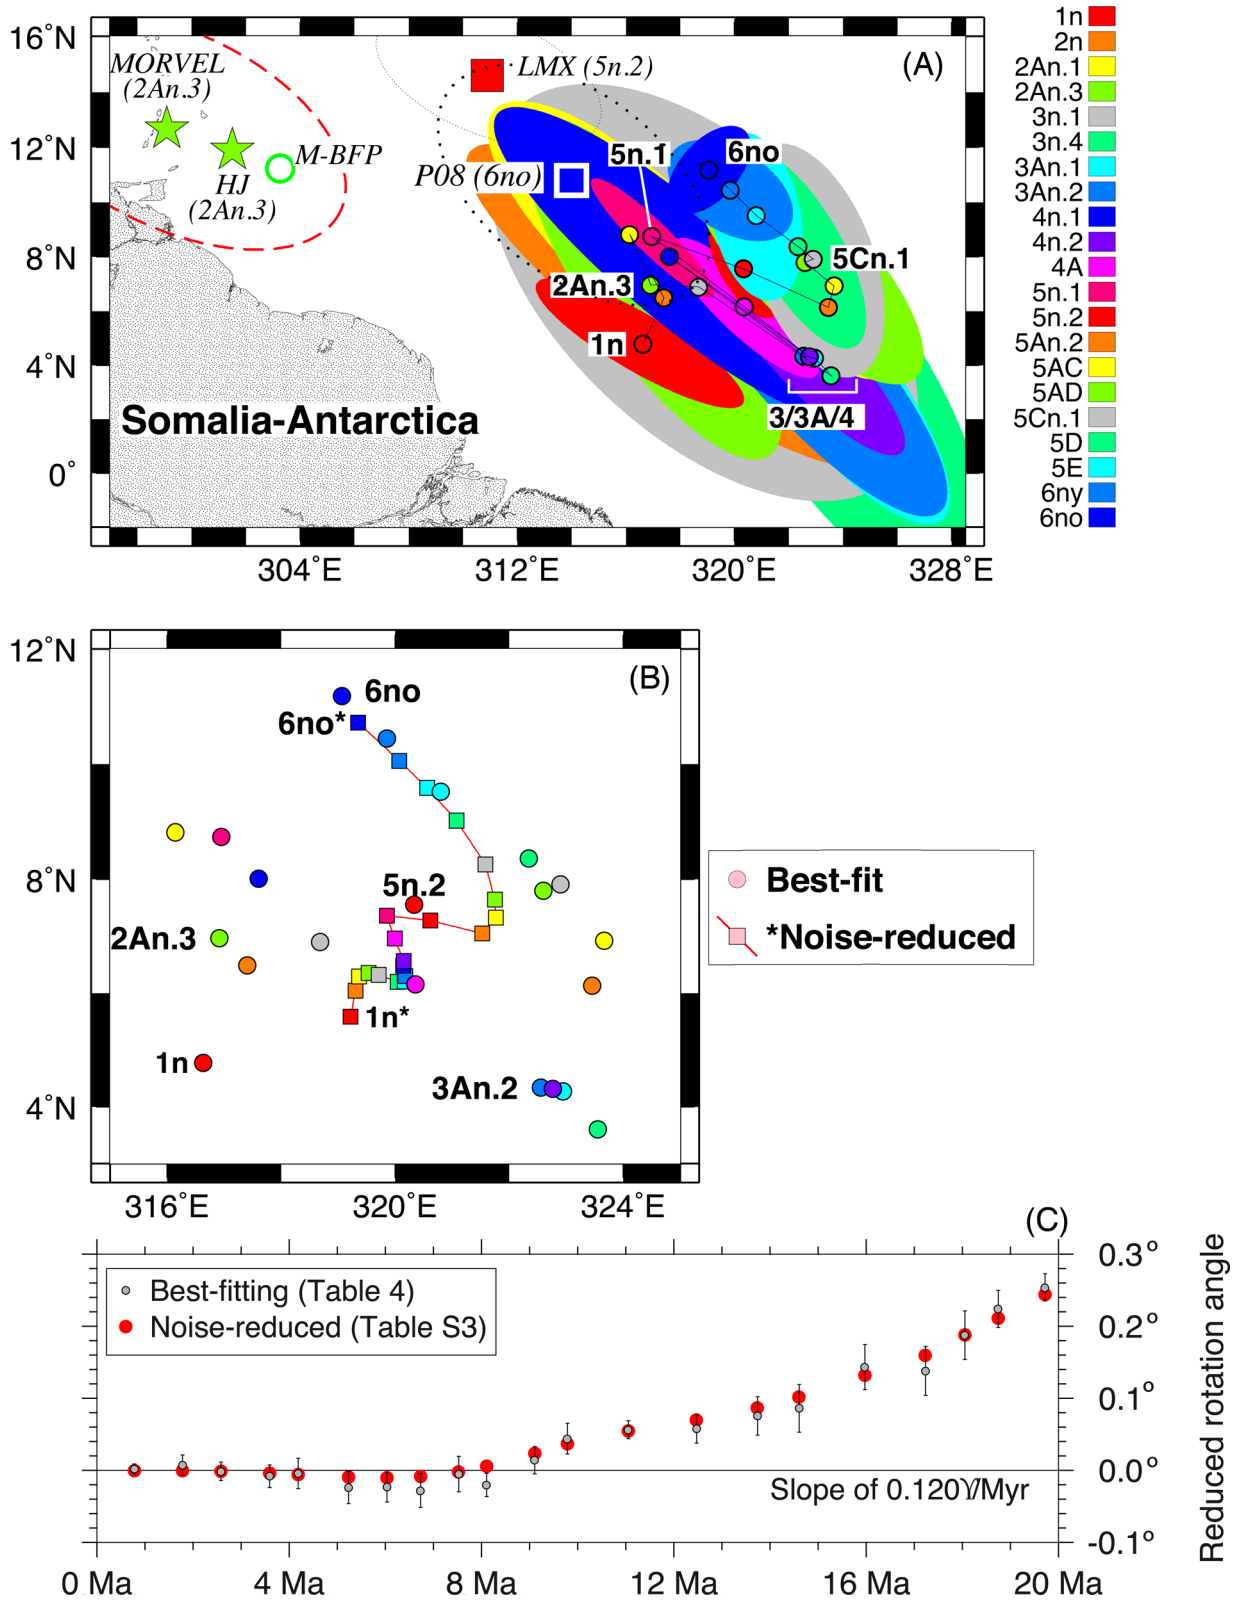 16˚N
12˚N
8˚N
4˚N
0˚
304˚E
312˚E
320˚E
328˚E
(A)
MORVEL
(2An.3)
HJ
(2An.3)
M-BFP
LMX (5n.2)
P08 (6no)
5n.1
6no
5Cn.1
2An.3
1n
3/3A/4
Somalia-Antarctica
1n
2n
2An.1
2An.3
3n.1
3n.4
3An.1
3An.2
4n.1
4n.2
4A
5n.1
5n.2
5An.2
5AC
5AD
5Cn.1
5D
5E
6ny
6no
12˚N
8˚N
4˚N
316˚E
320˚E
324˚E
(B)
6no
6no*
5n.2
2An.3
1n*
1n
3An.2
Best-fit
*Noise-reduced
(C)
Best-fitting (Table 4)
Noise-reduced (Table S3)
Slope of 0.120ϒ/Myr
0.3°
0.2°
0.1°
0.0°
-0.1°
Reduced rotation angle
0 Ma
4 Ma
8 Ma
12 Ma
16 Ma
20 Ma